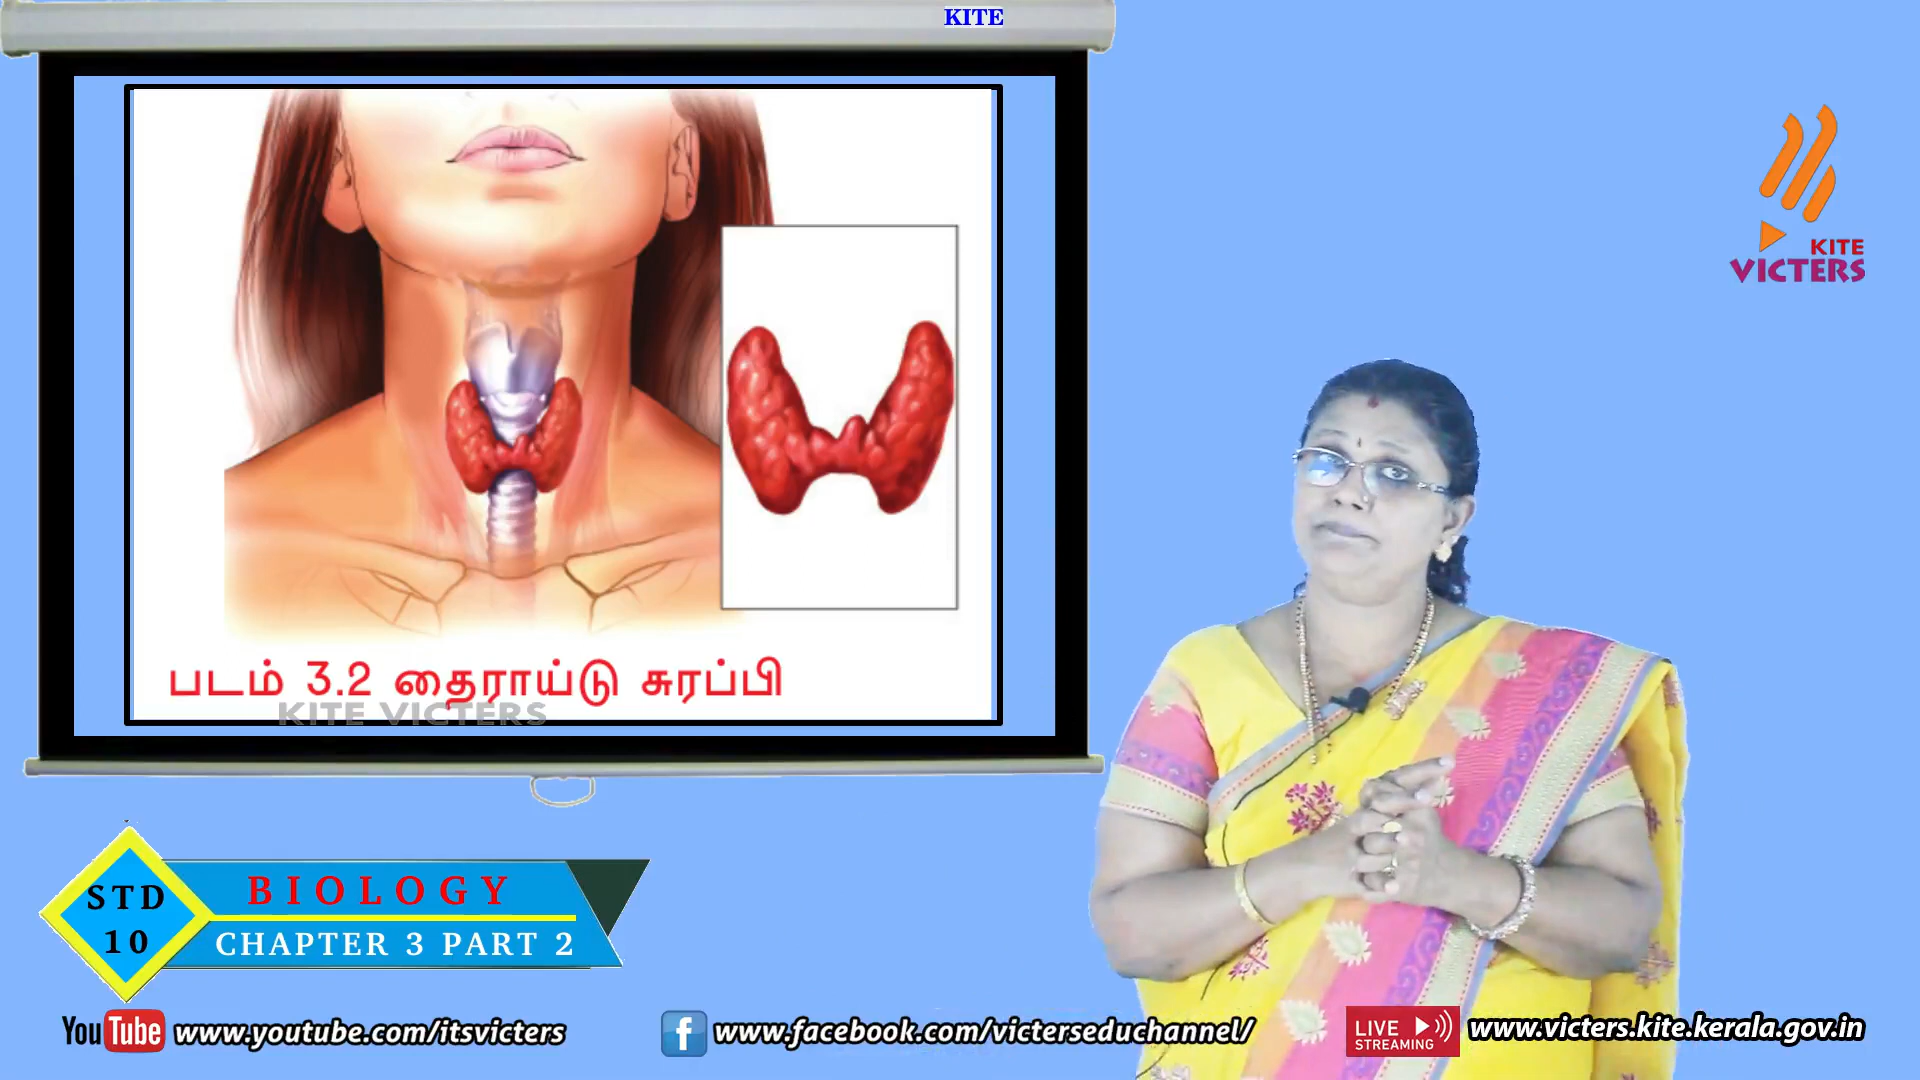 KITE
KITE
VICTERS
படம் 3.2 தைராய்டு சுரப்பி
KITE VICTERS
STD
10
BIOLOGY
CHAPTER 3 PART 2
YouTube www.youtube.com/itsvicters
f www.facebook.com/victerseduchannel/
LIVE
STREAMING
www.victers.kite.kerala.gov.in